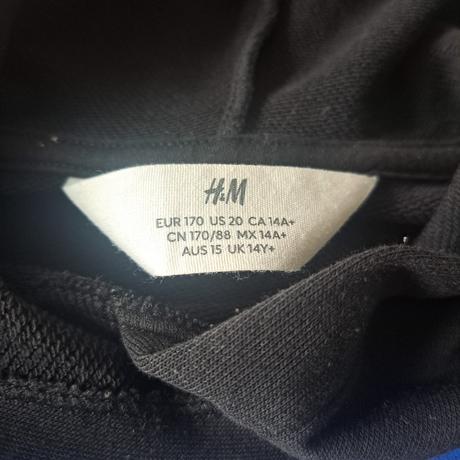 H&M
EUR 170 US 20 CA 14A+
CN 170/88 MX 14A+
AUS 15 UK 14Y+